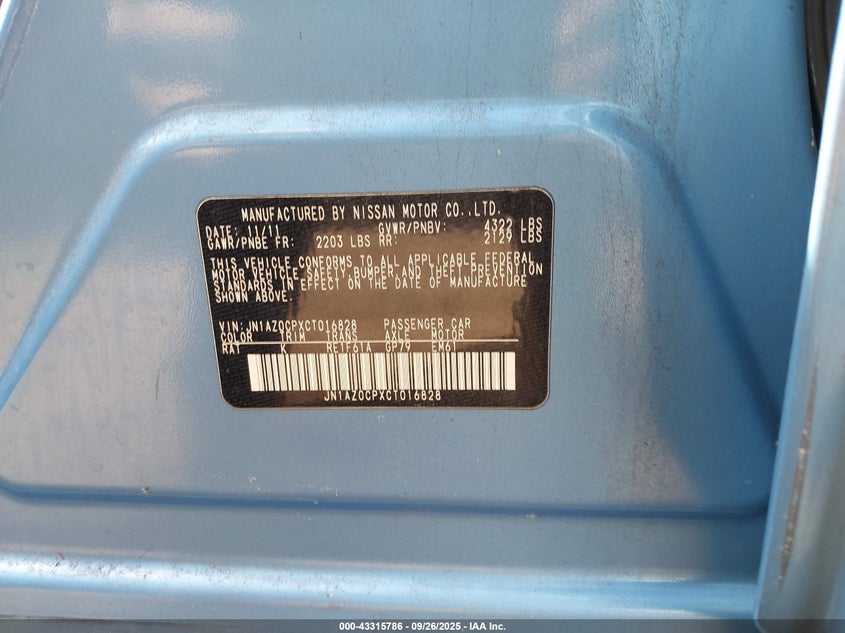 MANUFACTURED BY NISSAN MOTOR CO.,LTD.
DATE: 11/11 GVWR/PNBV: 4322 LBS
GAWR/PNBE FR: 2203 LBS RR: 2129 LBS
THIS VEHICLE CONFORMS TO ALL APPLICABLE FEDERAL
MOTOR VEHICLE SAFETY,BUMPER AND THEFT PREVENTION
STANDARDS IN EFFECT ON THE DATE OF MANUFACTURE
SHOWN ABOVE.
VIN:JN1AZ0CPXCT016828 PASSENGER CAR
COLOR TRIM TRANS AXLE MOTOR
RAT K RE1F61A GP79 EM61
JN1AZ0CPXCT016828
000-43315786 - 09/26/2025 - IAA Inc.